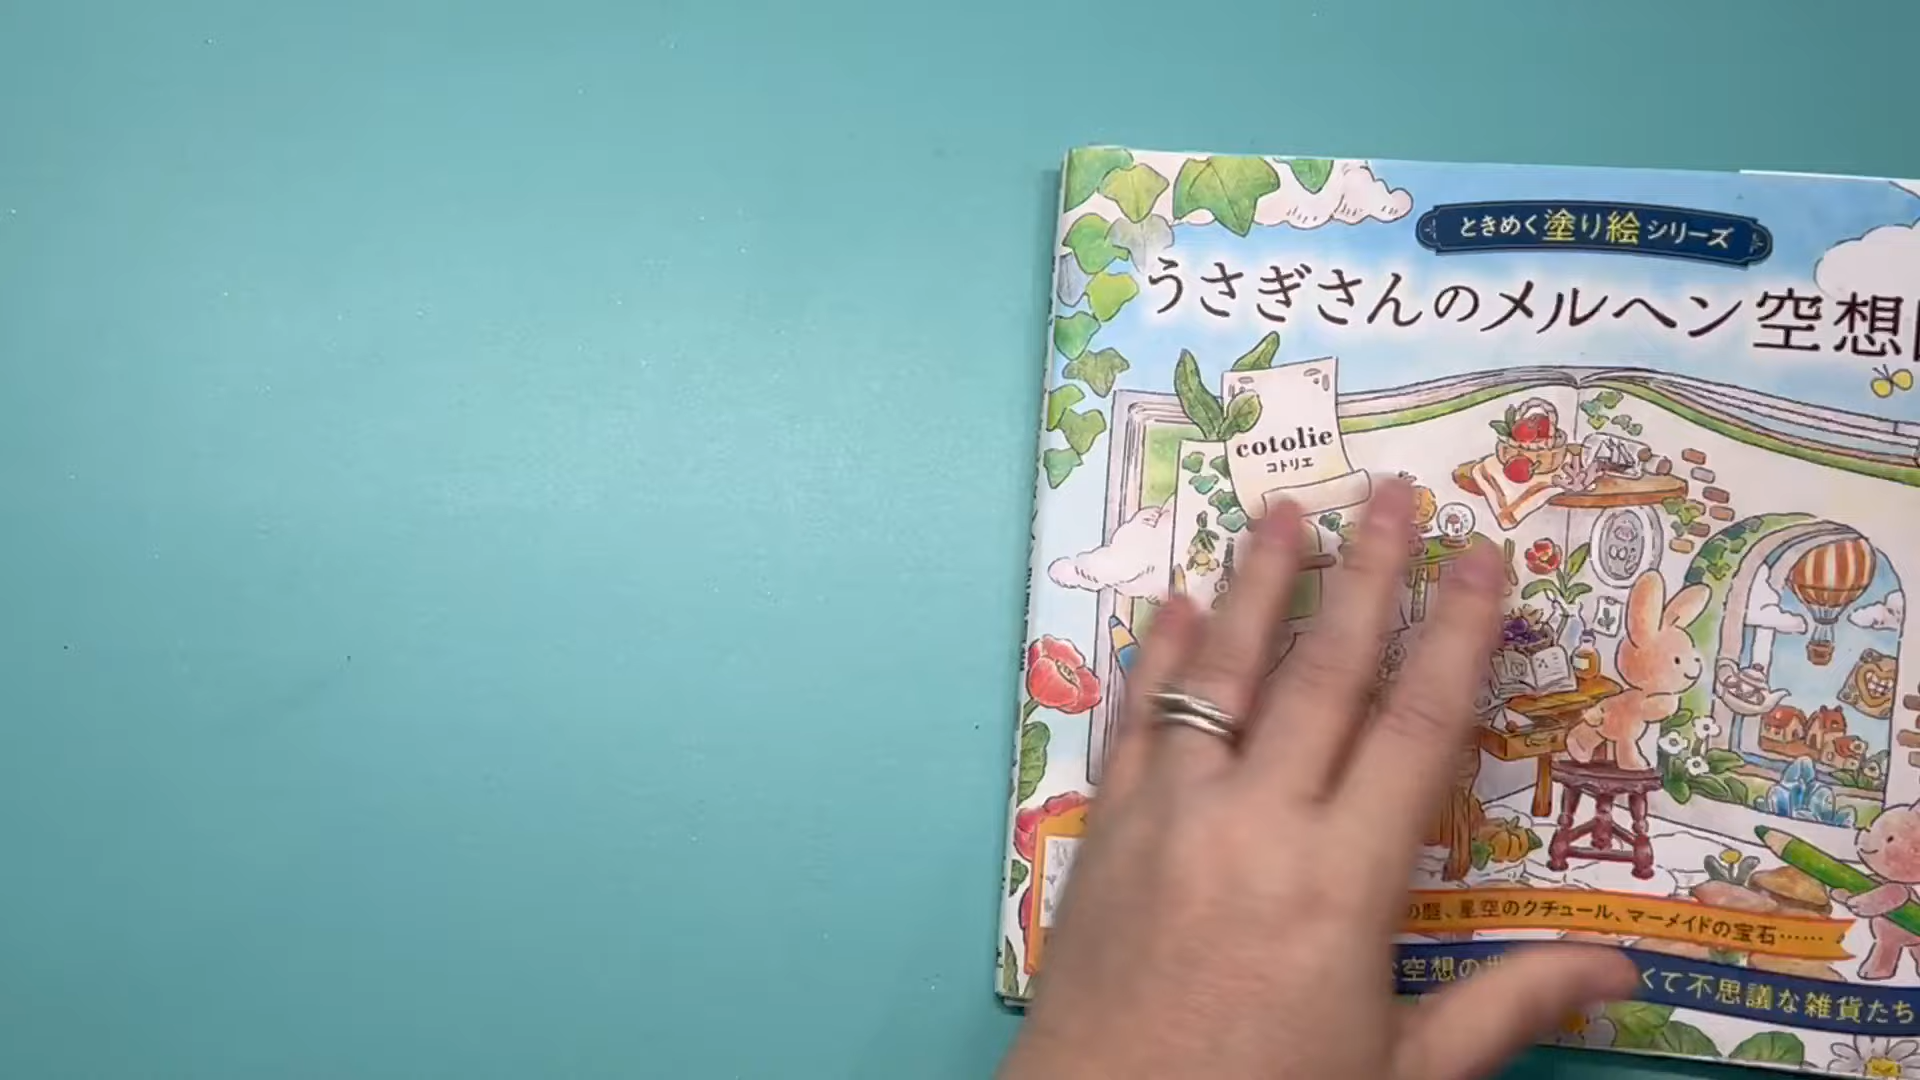 ときめく塗り絵シリーズ
うさぎさんのメルヘン空想
cotolie
コトリエ
星空のクチュール、マーメイドの宝石……
空想の
くて不思議な雑貨たち